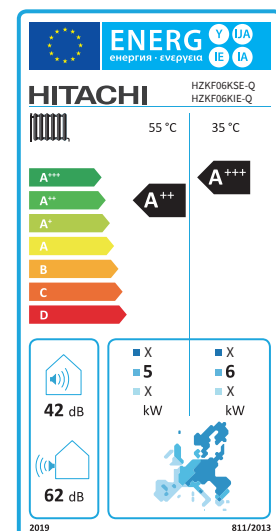 ENERG Y IJA
енергия · ενεργεια IE IA
HITACHI
HZKF06KSE-Q
HZKF06KIE-Q
55 °C 35 °C
A+++
A++
A+
A
B
C
D
A++
A+++
42 dB
62 dB
X X
5 6
X X
kW kW
2019 811/2013